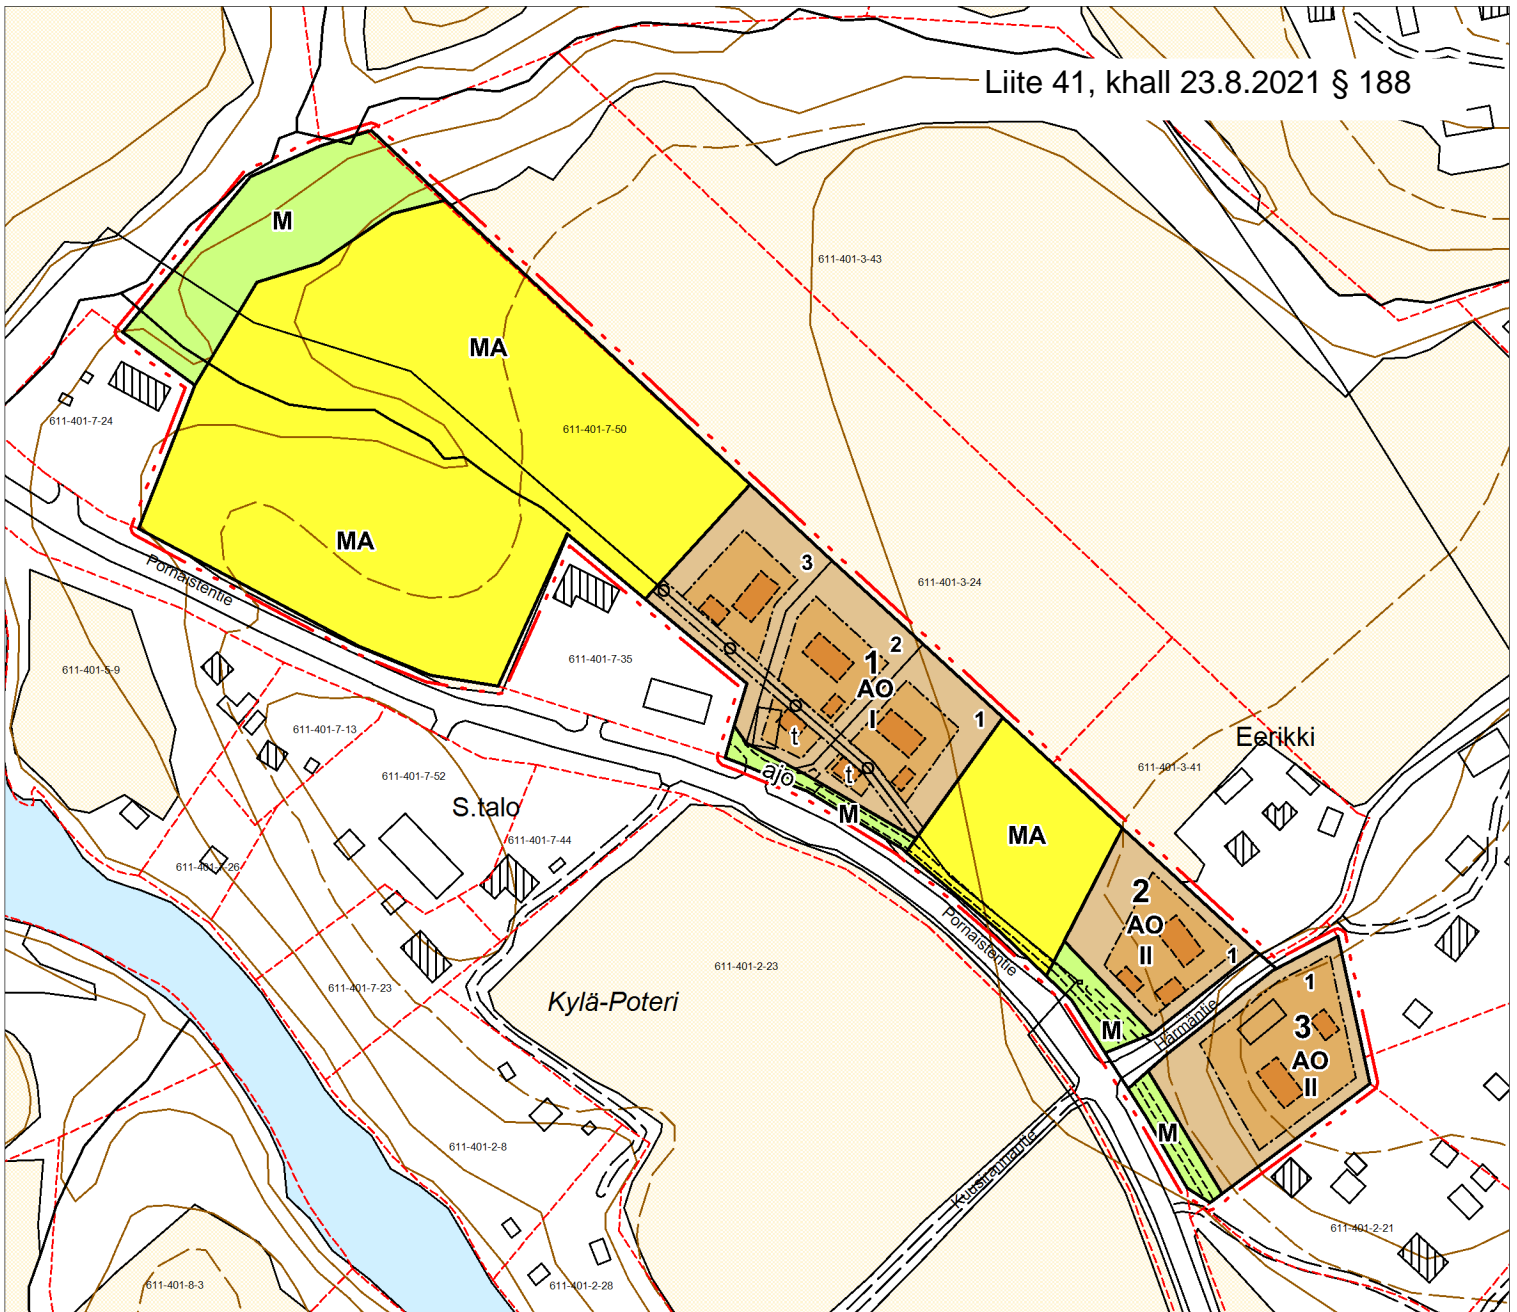 Liite 41, khall 23.8.2021 § 188
M
611-401-3-43
MA
611-401-7-24
611-401-7-50
MA
3
Pornaistentie
611-401-3-24
611-401-5-9
611-401-7-35
2
1
AO
I
1
611-401-7-13
t
Eerikki
611-401-7-52
ajo
t
611-401-3-41
S.talo
M
MA
611-401-7-44
611-401-7-26
2
AO
II
1
Pornaistentie
611-401-2-23
611-401-7-23
Kylä-Poteri
1
Härmäntie
3
AO
II
M
M
611-401-2-8
Kuusirannantie
611-401-2-21
611-401-8-3
611-401-2-28